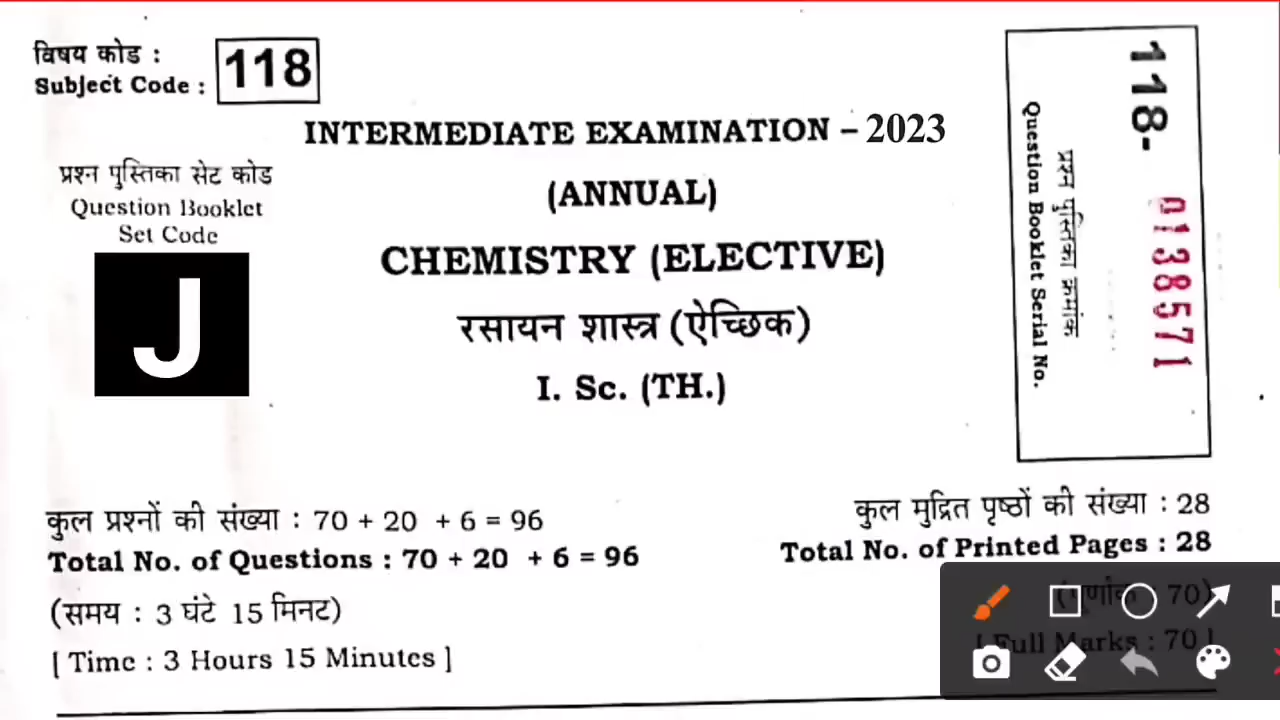 विषय कोड :
Subject Code :
118
INTERMEDIATE EXAMINATION – 2023
(ANNUAL)
CHEMISTRY (ELECTIVE)
रसायन शास्त्र (ऐच्छिक)
I. Sc. (TH.)
प्रश्न पुस्तिका सेट कोड
Question Booklet
Set Code
J
118-
0138571
प्रश्न पुस्तिका क्रमांक
Question Booklet Serial No.
कुल प्रश्नों की संख्या : 70 + 20 + 6 = 96
Total No. of Questions : 70 + 20 + 6 = 96
(समय : 3 घंटे 15 मिनट)
[ Time : 3 Hours 15 Minutes ]
कुल मुद्रित पृष्ठों की संख्या : 28
Total No. of Printed Pages : 28
(पूर्णांक : 70)
[ Full Marks : 70 ]